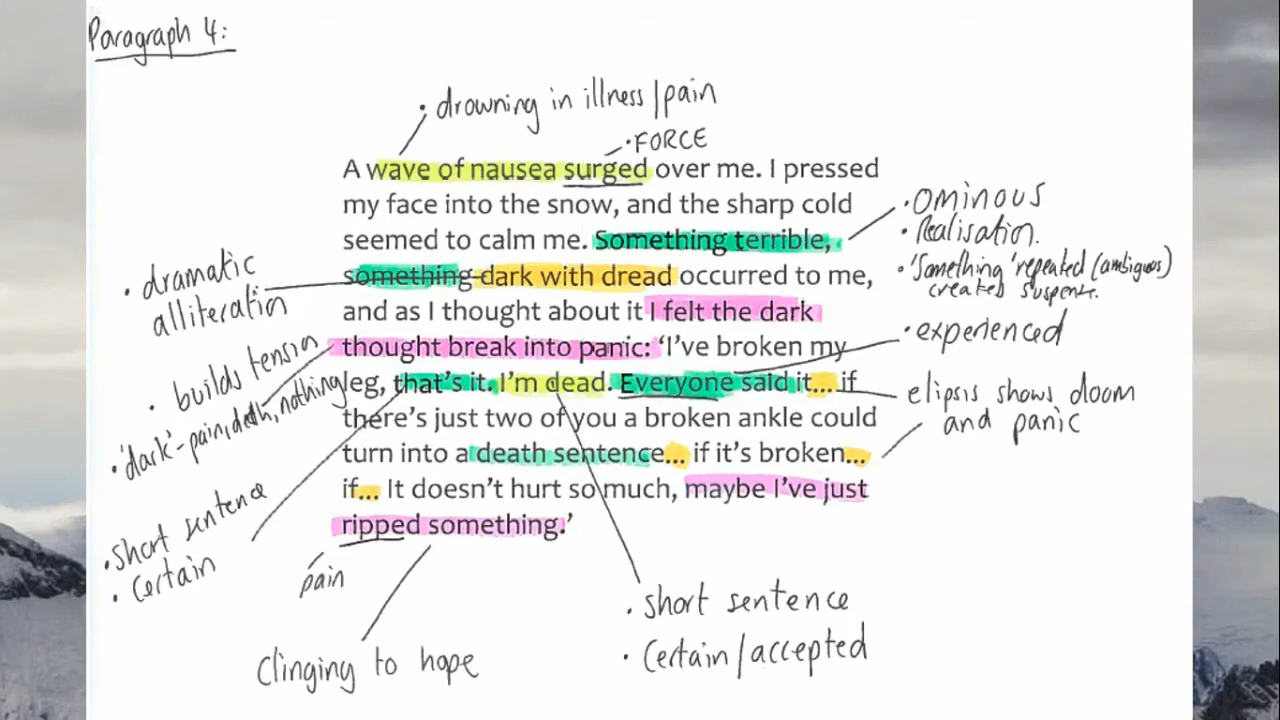 Paragraph 4:
• drowning in illness/pain
• FORCE
A wave of nausea surged over me. I pressed
my face into the snow, and the sharp cold
seemed to calm me. Something terrible,
something dark with dread occurred to me,
and as I thought about it I felt the dark
thought break into panic: ‘I’ve broken my
leg, that’s it. I’m dead. Everyone said it... if
there’s just two of you a broken ankle could
turn into a death sentence... if it’s broken...
if... It doesn’t hurt so much, maybe I’ve just
ripped something.’
• ominous
• Realisation.
• 'Something' repeated (ambiguous)
creates suspense.
• experienced
elipsis shows doom
and panic
• dramatic
alliteration
• builds tension
• 'dark' - pain, death, nothing
• short sentence
• certain
pain
Clinging to hope
• short sentence
• Certain/accepted